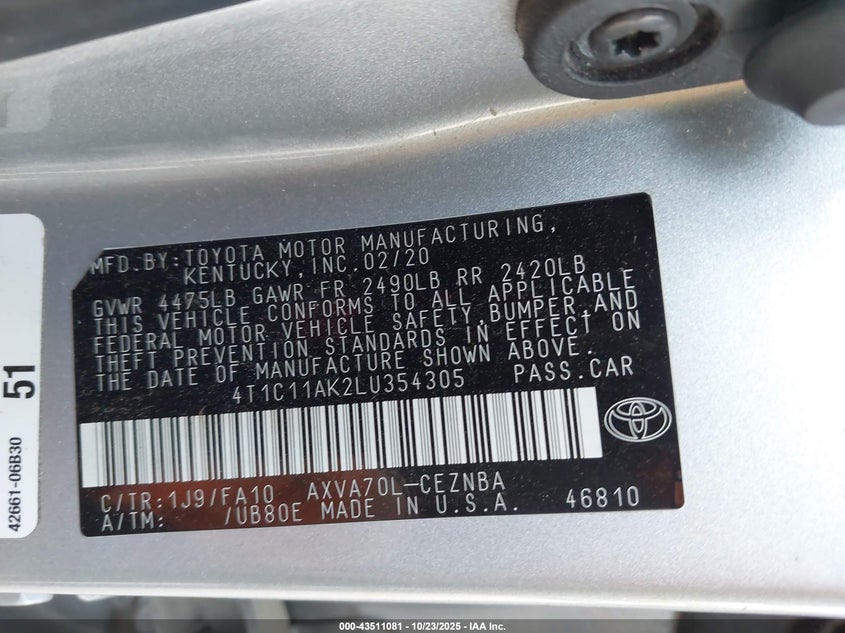 MFD.BY:TOYOTA MOTOR MANUFACTURING,
KENTUCKY,INC.02/20
GVWR 4475LB GAWR FR 2490LB RR 2420LB
THIS VEHICLE CONFORMS TO ALL APPLICABLE
FEDERAL MOTOR VEHICLE SAFETY, BUMPER,AND
THEFT PREVENTION STANDARDS IN EFFECT ON
THE DATE OF MANUFACTURE SHOWN ABOVE.
4T1C11AK2LU354305 PASS.CAR
C/TR:1J9/FA10 AXVA70L-CEZNBA
A/TM: /UB80E MADE IN U.S.A. 46810
51
42661-06B30
000-43511081 - 10/23/2025 - IAA Inc.